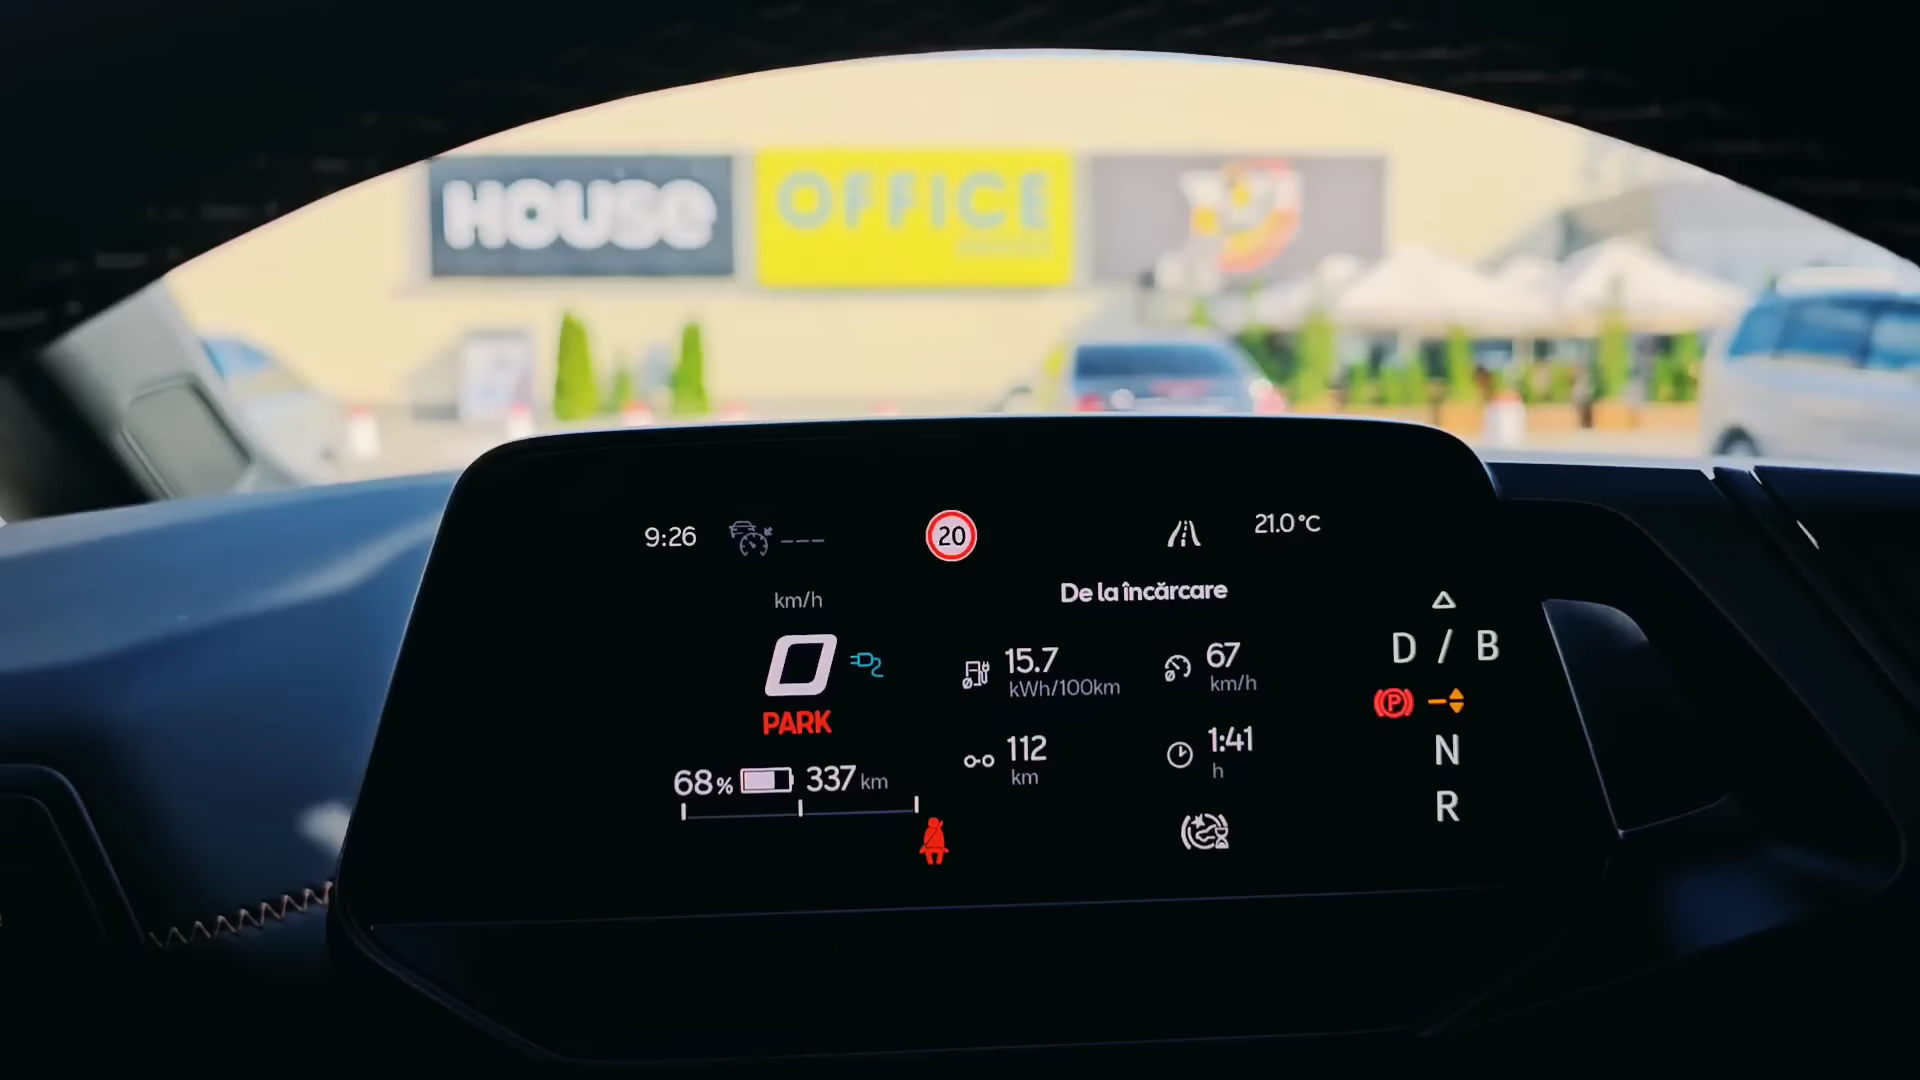 HOUSE
OFFICE
9:26
---
20
21.0°C
De la încărcare
km/h
0
PARK
15.7
kWh/100km
67
km/h
112
km
1:41
h
68% 337 km
D / B
P
N
R